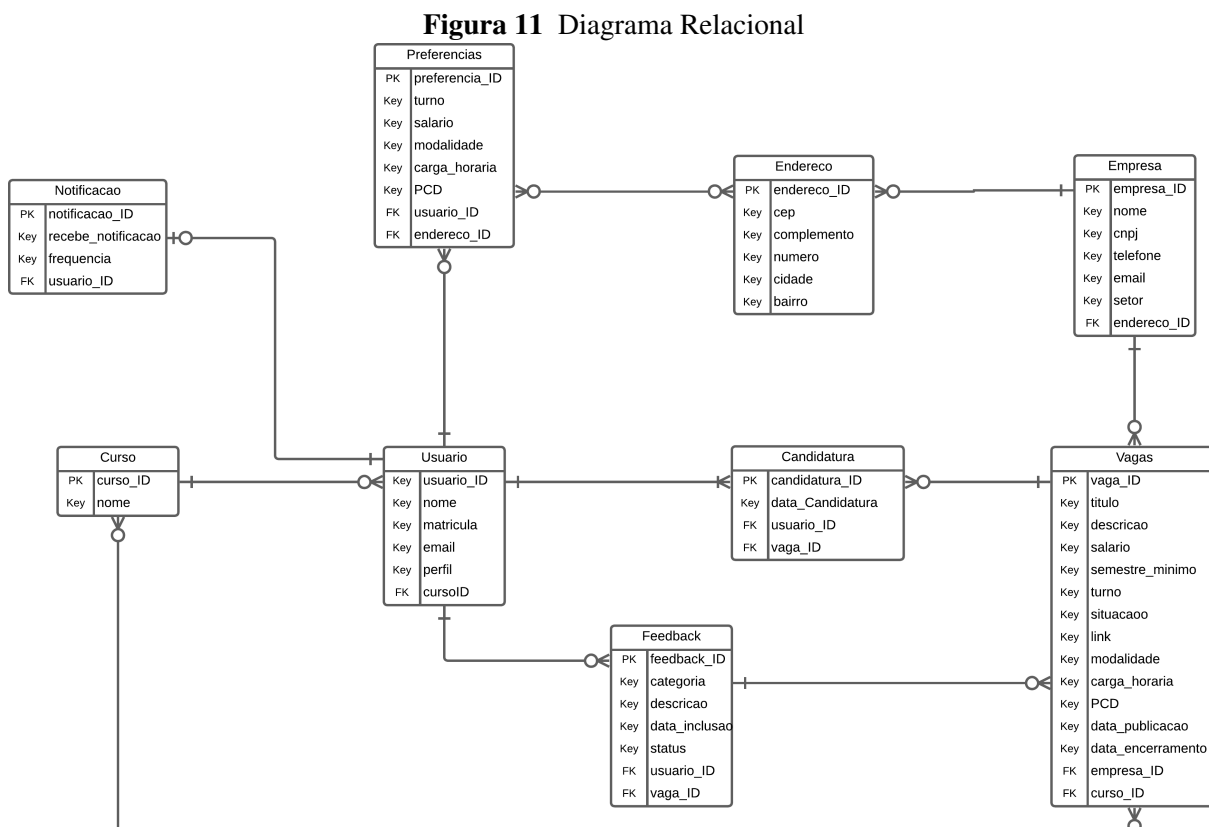 Figura 11 Diagrama Relacional
Preferencias
PK preferencia_ID
Key turno
Key salario
Key modalidade
Key carga_horaria
Key PCD
FK usuario_ID
FK endereco_ID
Endereco
PK endereco_ID
Key cep
Key complemento
Key numero
Key cidade
Key bairro
Empresa
PK empresa_ID
Key nome
Key cnpj
Key telefone
Key email
Key setor
FK endereco_ID
Notificacao
PK notificacao_ID
Key recebe_notificacao
Key frequencia
FK usuario_ID
Curso
PK curso_ID
Key nome
Usuario
Key usuario_ID
Key nome
Key matricula
Key email
Key perfil
FK cursoID
Candidatura
PK candidatura_ID
Key data_Candidatura
FK usuario_ID
FK vaga_ID
Vagas
PK vaga_ID
Key titulo
Key descricao
Key salario
Key semestre_minimo
Key turno
Key situacaoo
Key link
Key modalidade
Key carga_horaria
Key PCD
Key data_publicacao
Key data_encerramento
FK empresa_ID
FK curso_ID
Feedback
PK feedback_ID
Key categoria
Key descricao
Key data_inclusao
Key status
FK usuario_ID
FK vaga_ID